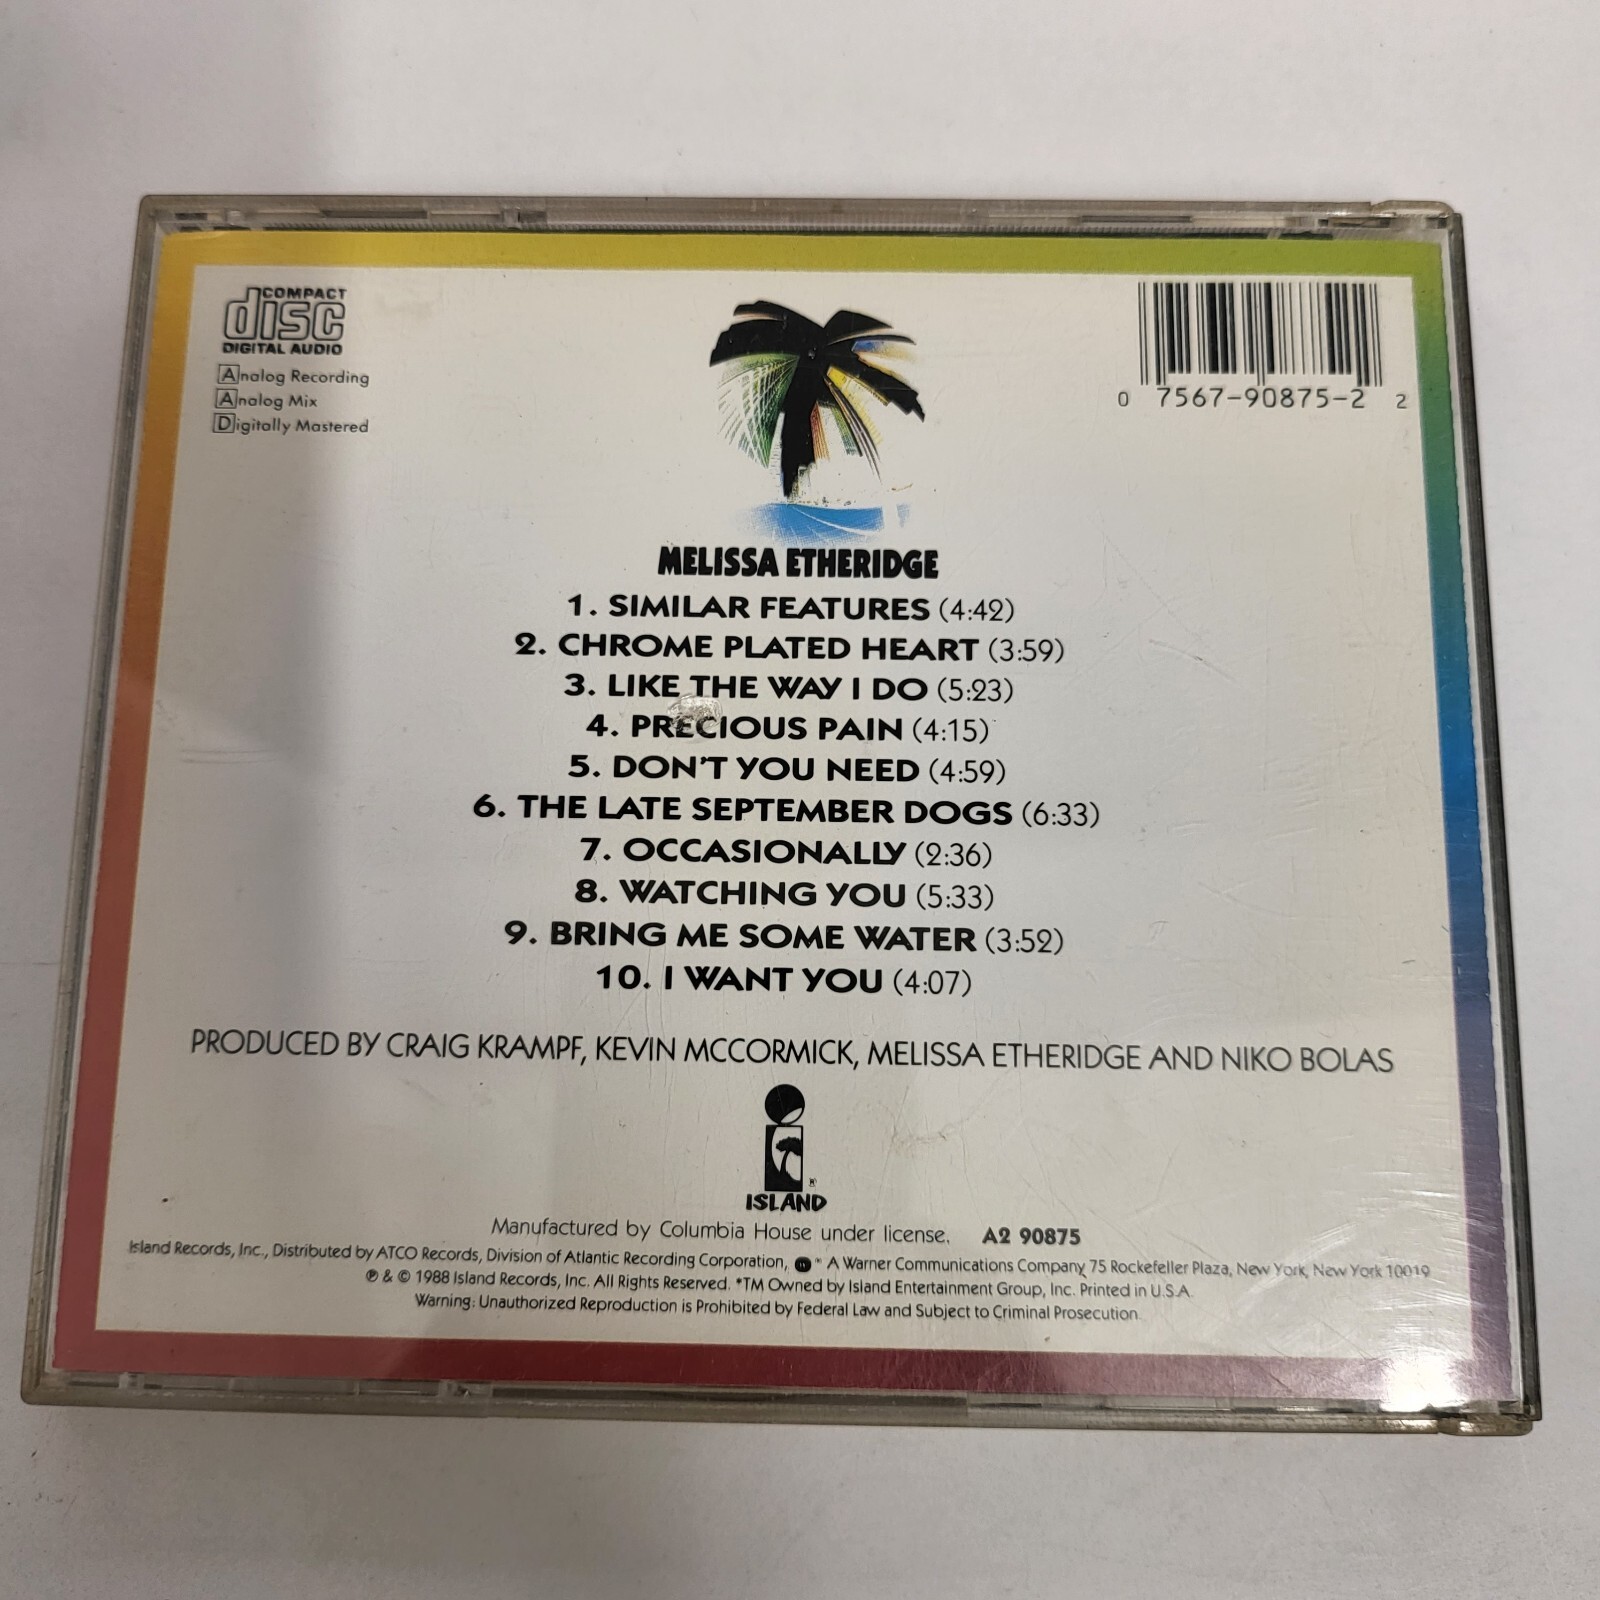 COMPACT
disc
DIGITAL AUDIO
Analog Recording
Analog Mix
Digitally Mastered
0 7567-90875-2 2
MELISSA ETHERIDGE
1. SIMILAR FEATURES (4:42)
2. CHROME PLATED HEART (3:59)
3. LIKE THE WAY I DO (5:23)
4. PRECIOUS PAIN (4:15)
5. DON'T YOU NEED (4:59)
6. THE LATE SEPTEMBER DOGS (6:33)
7. OCCASIONALLY (2:36)
8. WATCHING YOU (5:33)
9. BRING ME SOME WATER (3:52)
10. I WANT YOU (4:07)
PRODUCED BY CRAIG KRAMPF, KEVIN MCCORMICK, MELISSA ETHERIDGE AND NIKO BOLAS
ISLAND
Manufactured by Columbia House under license. A2 90875
Island Records, Inc., Distributed by ATCO Records, Division of Atlantic Recording Corporation, ™ A Warner Communications Company, 75 Rockefeller Plaza, New York, New York 10019
℗ & © 1988 Island Records, Inc. All Rights Reserved. *TM Owned by Island Entertainment Group, Inc. Printed in U.S.A.
Warning: Unauthorized Reproduction is Prohibited by Federal Law and Subject to Criminal Prosecution.